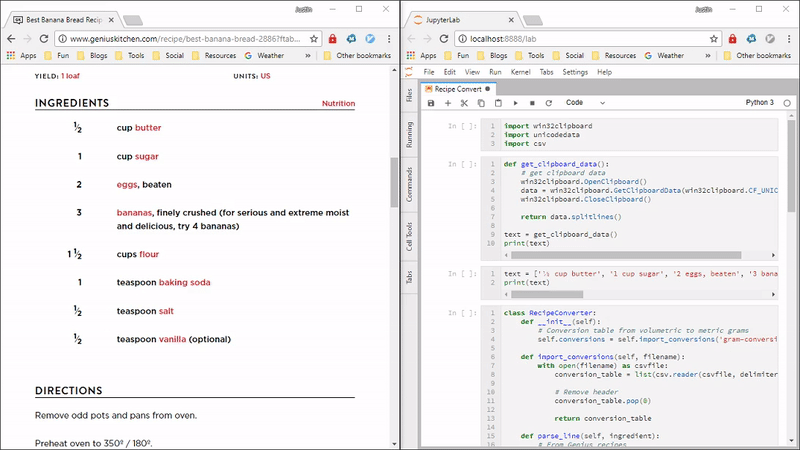 Justin
Best Banana Bread Recip
www.geniuskitchen.com/recipe/best-banana-bread-2886?ftab
Apps Fun Blogs Tools Social Resources Weather Other bookmarks
YIELD: 1 loaf UNITS: US
INGREDIENTS Nutrition
½ cup butter
1 cup sugar
2 eggs, beaten
3 bananas, finely crushed (for serious and extreme moist
and delicious, try 4 bananas)
1 ½ cups flour
1 teaspoon baking soda
½ teaspoon salt
½ teaspoon vanilla (optional)
DIRECTIONS
Remove odd pots and pans from oven.
Preheat oven to 350º / 180º.
Justin
JupyterLab
localhost:8888/lab
Apps Fun Blogs Tools Social Resources Weather Other bookmarks
File Edit View Run Kernel Tabs Settings Help
Files
Running
Commands
Cell Tools
Tabs
Recipe Convert
Code Python 3
In [ ]:
1 import win32clipboard
2 import unicodedata
3 import csv
In [ ]:
1 def get_clipboard_data():
2 # get clipboard data
3 win32clipboard.OpenClipboard()
4 data = win32clipboard.GetClipboardData(win32clipboard.CF_UNIC
5 win32clipboard.CloseClipboard()
6
7 return data.splitlines()
8
9 text = get_clipboard_data()
10 print(text)
In [ ]:
1 text = ['½ cup butter', '1 cup sugar', '2 eggs, beaten', '3 bana
2 print(text)
In [ ]:
1 class RecipeConverter:
2 def __init__(self):
3 # Conversion table from volumetric to metric grams
4 self.conversions = self.import_conversions('gram-conversi
5
6 def import_conversions(self, filename):
7 with open(filename) as csvfile:
8 conversion_table = list(csv.reader(csvfile, delimiter
9
10 # Remove header
11 conversion_table.pop(0)
12
13 return conversion_table
14
15 def parse_line(self, ingredient):
16 # From Genius recipes